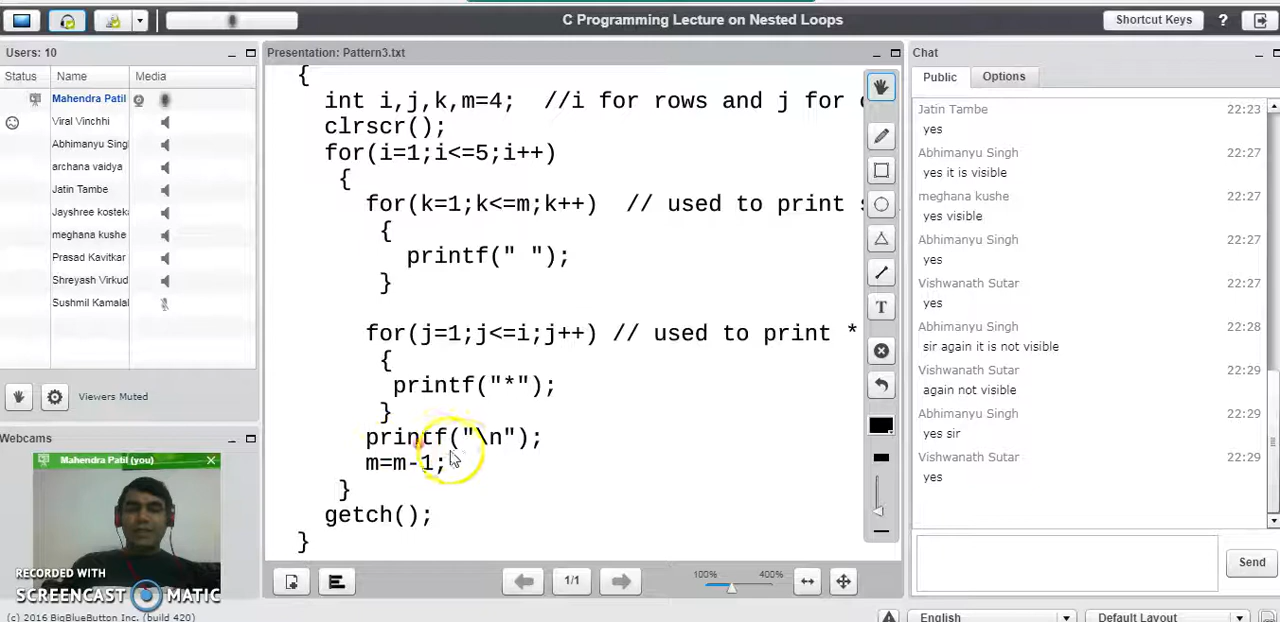 C Programming Lecture on Nested Loops
Shortcut Keys
?
Users: 10
Status Name Media
Mahendra Patil
Viral Vinchhi
Abhimanyu Singl
archana vaidya
Jatin Tambe
Jayshree kostek
meghana kushe
Prasad Kavitkar
Shreyash Virkud
Sushmil Kamalal
Viewers Muted
Webcams
Mahendra Patil (you)
RECORDED WITH
SCREENCAST MATIC
(c) 2016 BigBlueButton Inc. (build 420)
Presentation: Pattern3.txt
{
int i,j,k,m=4; //i for rows and j for
clrscr();
for(i=1;i<=5;i++)
{
for(k=1;k<=m;k++) // used to print
{
printf(" ");
}
for(j=1;j<=i;j++) // used to print *
{
printf("*");
}
printf("\n");
m=m-1;
}
getch();
}
T
1/1
100% 400%
Chat
Public Options
Jatin Tambe 22:23
yes
Abhimanyu Singh 22:27
yes it is visible
meghana kushe 22:27
yes visible
Abhimanyu Singh 22:27
yes
Vishwanath Sutar 22:27
yes
Abhimanyu Singh 22:28
sir again it is not visible
Vishwanath Sutar 22:29
again not visible
Abhimanyu Singh 22:29
yes sir
Vishwanath Sutar 22:29
yes
Send
English Default Layout